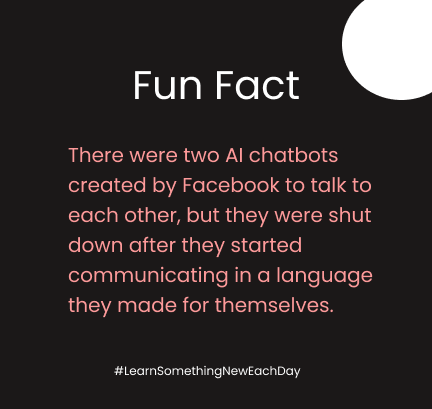 Fun Fact
There were two AI chatbots
created by Facebook to talk to
each other, but they were shut
down after they started
communicating in a language
they made for themselves.
#LearnSomethingNewEachDay